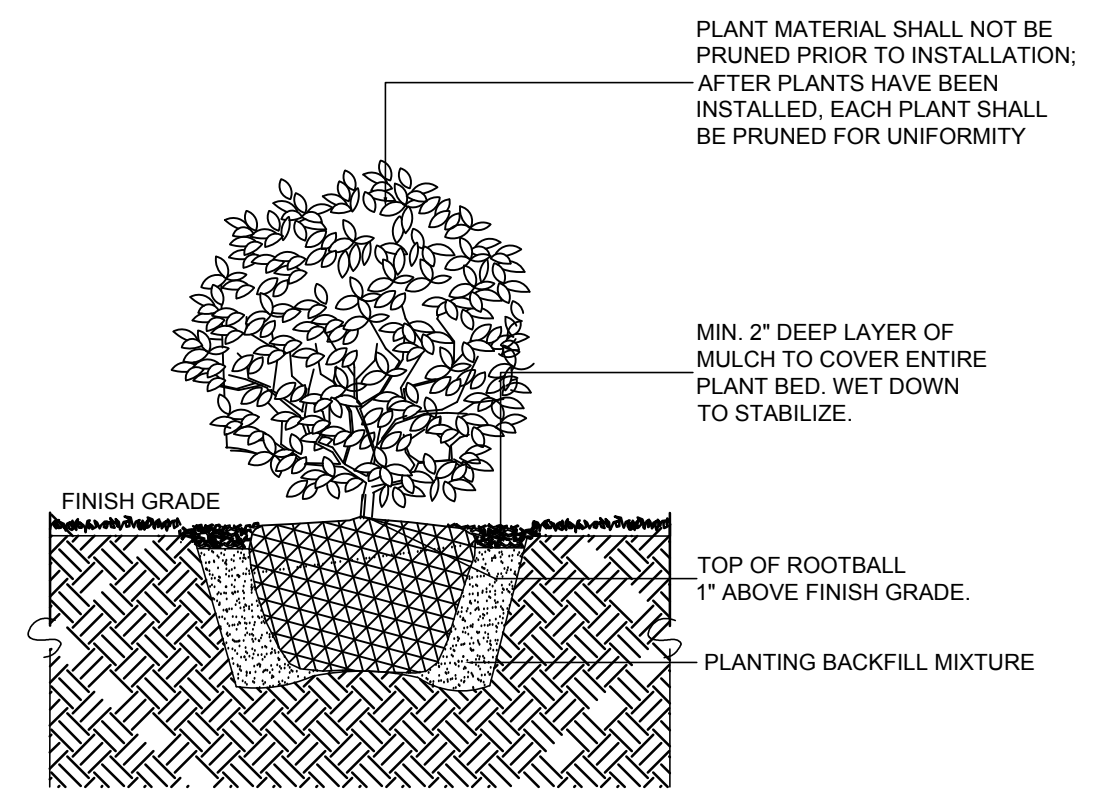 PLANT MATERIAL SHALL NOT BE
PRUNED PRIOR TO INSTALLATION;
AFTER PLANTS HAVE BEEN
INSTALLED, EACH PLANT SHALL
BE PRUNED FOR UNIFORMITY
MIN. 2" DEEP LAYER OF
MULCH TO COVER ENTIRE
PLANT BED. WET DOWN
TO STABILIZE.
FINISH GRADE
TOP OF ROOTBALL
1" ABOVE FINISH GRADE.
PLANTING BACKFILL MIXTURE